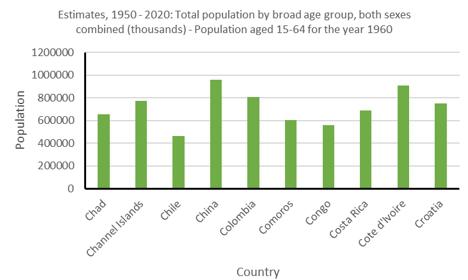 Estimates, 1950 - 2020: Total population by broad age group, both sexes
combined (thousands) - Population aged 15-64 for the year 1960
1200000
1000000
800000
600000
400000
200000
0
Population
Chad
Channel Islands
Chile
China
Colombia
Comoros
Congo
Costa Rica
Cote d'Ivoire
Croatia
Country